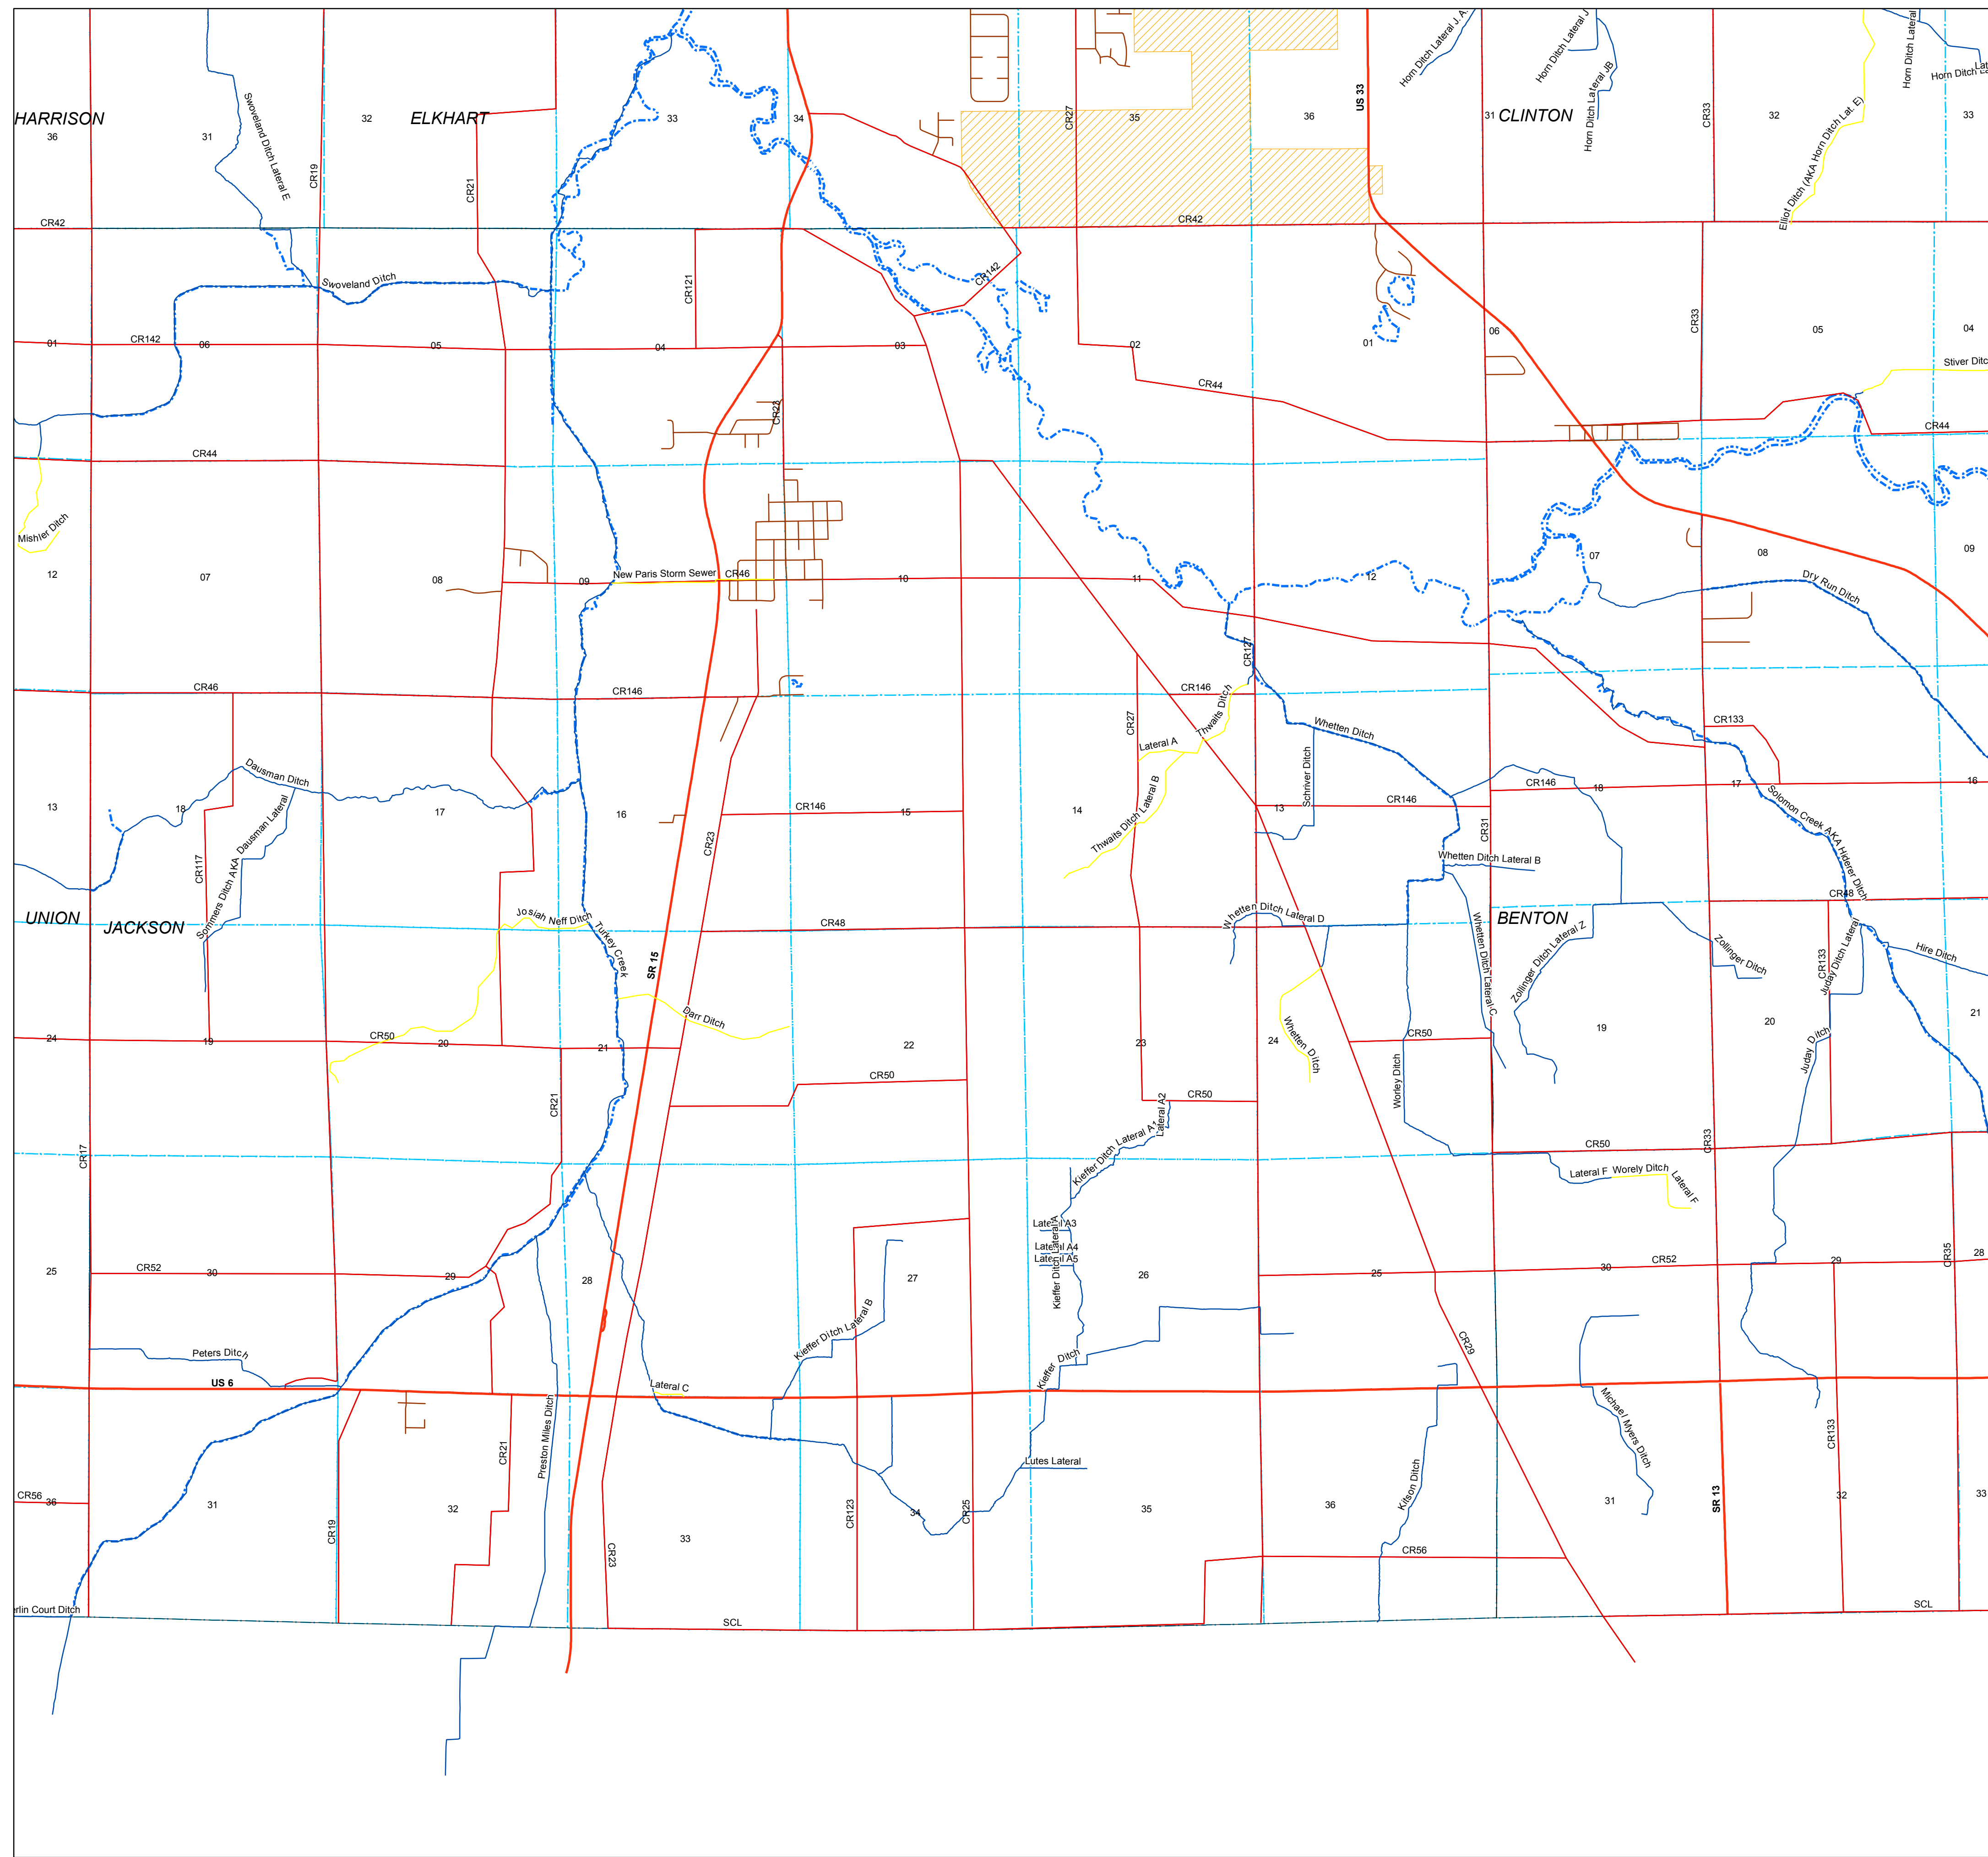 Horn Ditch Lateral J. A.
Horn Ditch Lateral J
Horn Ditch Lateral JB
Horn Ditch Lateral
Horn Ditch La
Lat
HARRISON
36
31
Swoveland Ditch Lateral E
32
ELKHART
33
34
CR27
35
36
US 33
31
CLINTON
CR33
32
Elliot Ditch (AKA Horn Ditch Lat. E)
33
CR19
CR21
CR42
CR42
Swoveland Ditch
CR121
CR142
CR33
01
CR142
06
05
04
03
02
01
06
05
04
Stiver Ditc
CR44
CR23
CR44
CR44
Mishler Ditch
12
07
08
09
New Paris Storm Sewer
CR46
10
11
12
07
08
09
Dry Run Ditch
CR127
CR46
CR146
CR146
CR27
Thwaits Ditch
Lateral A
Whetten Ditch
CR133
Schriver Ditch
Dausman Ditch
13
18
Sommers Ditch AKA Dausman Lateral
17
16
CR146
15
14
Thwaits Ditch Lateral B
13
CR146
CR146
18
17
16
Solomon Creek AKA Hiderer Ditch
CR117
CR23
CR31
Whetten Ditch Lateral B
CR48
UNION
JACKSON
Josiah Neff Ditch
Turkey Creek
CR48
Whetten Ditch Lateral D
Whetten Ditch Lateral C
BENTON
Zollinger Ditch Lateral Z
Zollinger Ditch
CR133
Juday Ditch Lateral
Hire Ditch
SR 15
Darr Ditch
24
19
CR50
20
21
22
23
24
Whetten Ditch
CR50
19
20
Juday Ditch
21
CR50
CR21
CR50
Worley Ditch
Lateral A2
Kieffer Ditch Lateral A1
CR17
CR33
CR50
Lateral F
Worely Ditch
Lateral F
Lateral A3
Lateral A4
Lateral A5
Kieffer Ditch Lateral A
25
CR52
30
29
28
27
26
25
30
CR52
29
CR35
28
Kieffer Ditch Lateral B
Kieffer Ditch
CR29
Peters Ditch
US 6
Lateral C
Preston Miles Ditch
Michael Myers Ditch
CR21
CR133
Lutes Lateral
Kitson Ditch
CR56
36
31
CR19
32
CR23
33
CR123
34
CR25
35
36
31
SR 13
32
33
CR56
rlin Court Ditch
SCL
SCL